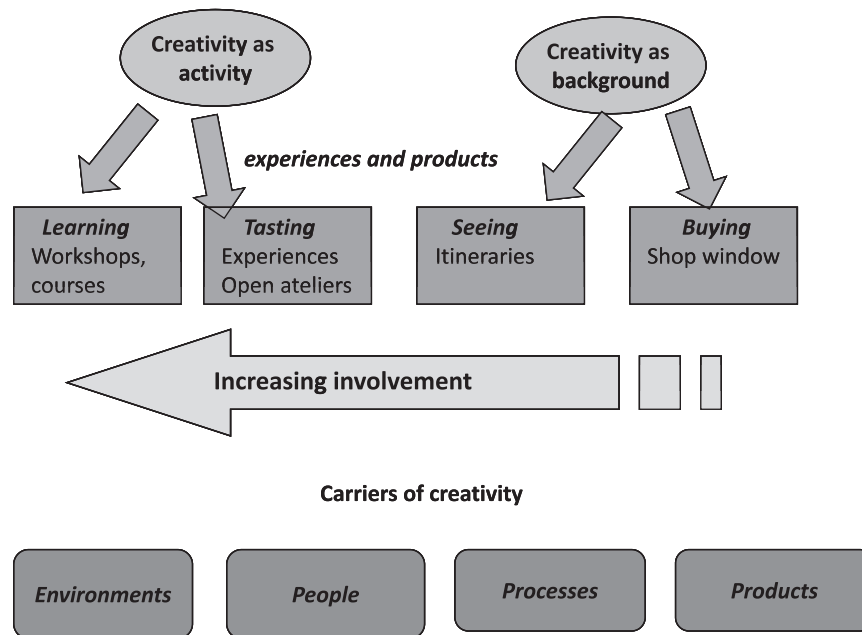 Creativity as
activity
Creativity as
background
experiences and products
Learning
Workshops,
courses
Tasting
Experiences
Open ateliers
Seeing
Itineraries
Buying
Shop window
Increasing involvement
Carriers of creativity
Environments
People
Processes
Products